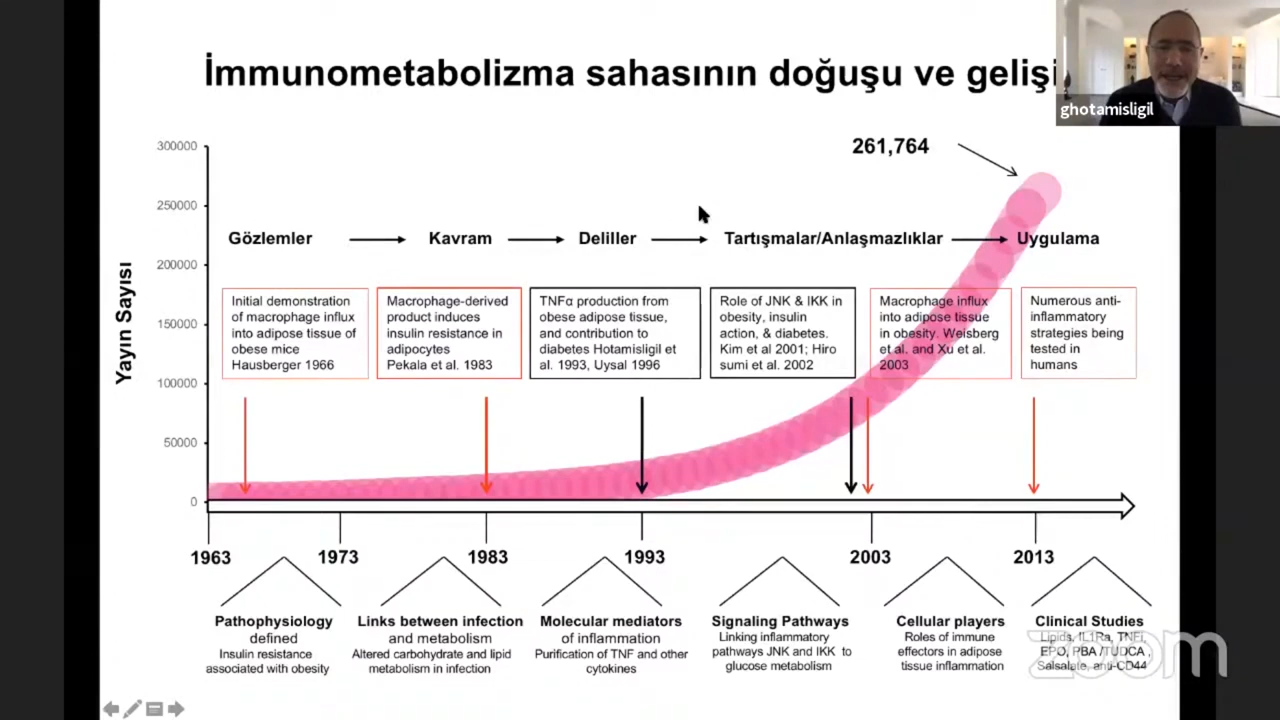 İmmunometabolizma sahasının doğuşu ve gelişi
ghotamisligil
261,764
300000
250000
200000
150000
100000
50000
0
Yayın Sayısı
Gözlemler
Kavram
Deliller
Tartışmalar/Anlaşmazlıklar
Uygulama
Initial demonstration
of macrophage influx
into adipose tissue of
obese mice
Hausberger 1966
Macrophage-derived
product induces
insulin resistance in
adipocytes
Pekala et al. 1983
TNFα production from
obese adipose tissue,
and contribution to
diabetes Hotamisligil et
al. 1993, Uysal 1996
Role of JNK & IKK in
obesity, insulin
action, & diabetes.
Kim et al 2001; Hiro
sumi et al. 2002
Macrophage influx
into adipose tissue
in obesity. Weisberg
et al. and Xu et al.
2003
Numerous anti-
inflammatory
strategies being
tested in
humans
1963
1973
1983
1993
2003
2013
Pathophysiology
defined
Insulin resistance
associated with obesity
Links between infection
and metabolism
Altered carbohydrate and lipid
metabolism in infection
Molecular mediators
of inflammation
Purification of TNF and other
cytokines
Signaling Pathways
Linking inflammatory
pathways JNK and IKK to
glucose metabolism
Cellular players
Roles of immune
effectors in adipose
tissue inflammation
Clinical Studies
Lipids, IL1Ra, TNFi,
EPO, PBA /TUDCA ,
Salsalate, anti-CD44
zoom